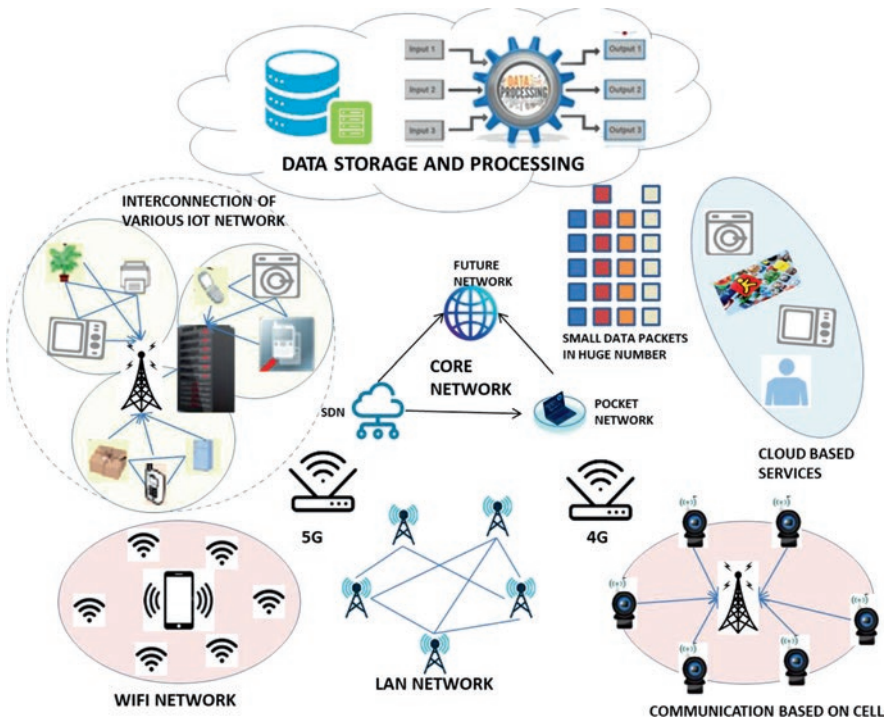 Input 1
Output 1
Input 2
DATA
PROCESSING
Output 2
Input 3
Output 3
DATA STORAGE AND PROCESSING
INTERCONNECTION OF
VARIOUS IOT NETWORK
FUTURE
NETWORK
SMALL DATA PACKETS
IN HUGE NUMBER
CORE
NETWORK
SDN
POCKET
NETWORK
CLOUD BASED
SERVICES
5G
4G
WIFI NETWORK
LAN NETWORK
COMMUNICATION BASED ON CELL